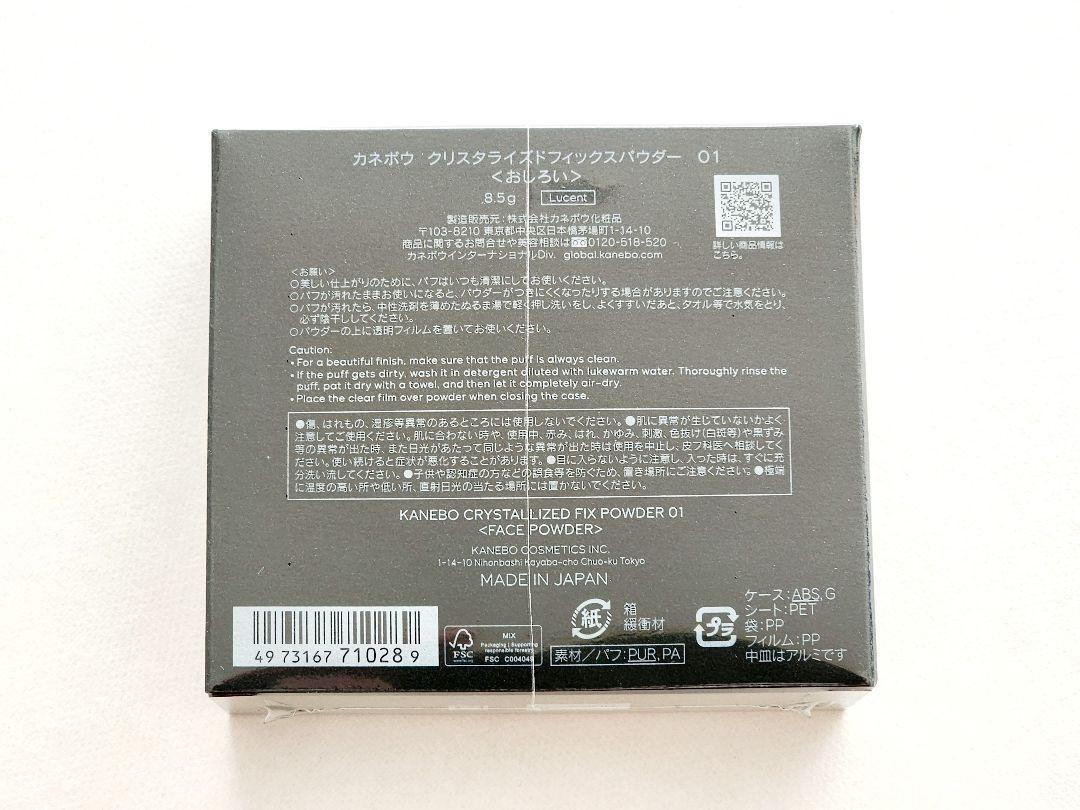 カネボウ クリスタライズドフィックスパウダー 01
＜おしろい＞
8.5g Lucent
製造販売元：株式会社カネボウ化粧品
〒103-8210 東京都中央区日本橋茅場町1-14-10
商品に関するお問合せや美容相談は 0120-518-520
カネボウインターナショナルDiv. global.kanebo.com
詳しい商品情報は
こちら。
＜お願い＞
○美しい仕上がりのために、パフはいつも清潔にしてお使いください。
○パフが汚れたままお使いになると、パウダーがつきにくくなったりする場合がありますのでご注意ください。
○パフが汚れたら、中性洗剤を薄めたぬるま湯で軽く押し洗いをし、よくすすいだあと、タオル等で水気をとり、
必ず陰干ししてください。
○パウダーの上に透明フィルムを置いてお使いください。
Caution:
• For a beautiful finish, make sure that the puff is always clean.
• If the puff gets dirty, wash it in detergent diluted with lukewarm water. Thoroughly rinse the
puff, pat it dry with a towel, and then let it completely air-dry.
• Place the clear film over powder when closing the case.
●傷、はれもの、湿疹等異常のあるところには使用しないでください。●肌に異常が生じていないかよく
注意してご使用ください。肌に合わない時や、使用中、赤み、はれ、かゆみ、刺激、色抜け(白斑等)や黒ずみ
等の異常が出た時、また日光があたって同じような異常が出た時は使用を中止し、皮フ科医へ相談してく
ださい。使い続けると症状が悪化することがあります。●目に入らないように注意し、入った時は、すぐに充
分洗い流してください。●子供や認知症の方などの誤食等を防ぐため、置き場所にご注意ください。●極端
に温度の高い所や低い所、直射日光の当たる場所には置かないでください。
KANEBO CRYSTALLIZED FIX POWDER 01
<FACE POWDER>
KANEBO COSMETICS INC.
1-14-10 Nihonbashi Kayaba-cho Chuo-ku Tokyo
MADE IN JAPAN
4973167 710289
FSC
www.fsc.org
MIX
Packaging | Supporting
responsible forestry
FSC C004049
紙
箱
緩衝材
素材／パフ：PUR, PA
プラ
ケース：ABS, G
シート：PET
袋：PP
フィルム：PP
中皿はアルミです